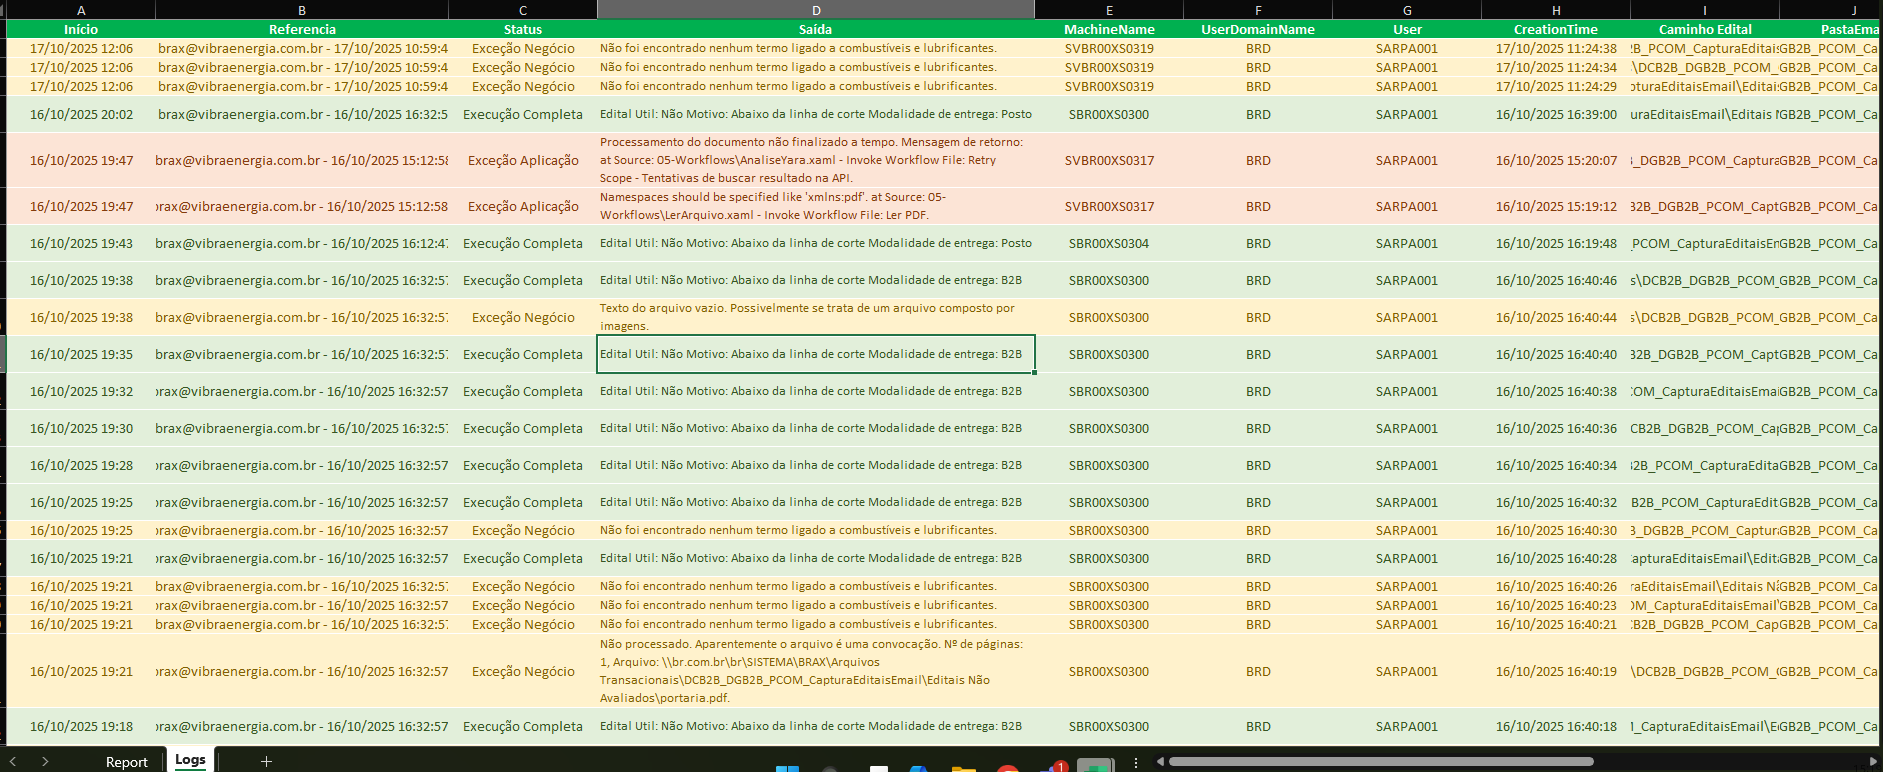 A B C D E F G H I J
Início Referencia Status Saída MachineName UserDomainName User CreationTime Caminho Edital PastaEma
17/10/2025 12:06 brax@vibraenergia.com.br - 17/10/2025 10:59:4 Exceção Negócio Não foi encontrado nenhum termo ligado a combustíveis e lubrificantes. SVBR00XS0319 BRD SARPA001 17/10/2025 11:24:38 2B_PCOM_CapturaEditais GB2B_PCOM_Ca
17/10/2025 12:06 brax@vibraenergia.com.br - 17/10/2025 10:59:4 Exceção Negócio Não foi encontrado nenhum termo ligado a combustíveis e lubrificantes. SVBR00XS0319 BRD SARPA001 17/10/2025 11:24:34 \DCB2B_DGB2B_PCOM_ GB2B_PCOM_Ca
17/10/2025 12:06 brax@vibraenergia.com.br - 17/10/2025 10:59:4 Exceção Negócio Não foi encontrado nenhum termo ligado a combustíveis e lubrificantes. SVBR00XS0319 BRD SARPA001 17/10/2025 11:24:29 pturaEditaisEmail\Editai GB2B_PCOM_Ca
16/10/2025 20:02 brax@vibraenergia.com.br - 16/10/2025 16:32:5 Execução Completa Edital Util: Não Motivo: Abaixo da linha de corte Modalidade de entrega: Posto SBR00XS0300 BRD SARPA001 16/10/2025 16:39:00 uraEditaisEmail\Editais N GB2B_PCOM_Ca
16/10/2025 19:47 brax@vibraenergia.com.br - 16/10/2025 15:12:58 Exceção Aplicação Processamento do documento não finalizado a tempo. Mensagem de retorno:
at Source: 05-Workflows\AnaliseYara.xaml - Invoke Workflow File: Retry
Scope - Tentativas de buscar resultado na API. SVBR00XS0317 BRD SARPA001 16/10/2025 15:20:07 B_DGB2B_PCOM_Captura GB2B_PCOM_Ca
16/10/2025 19:47 brax@vibraenergia.com.br - 16/10/2025 15:12:58 Exceção Aplicação Namespaces should be specified like 'xmlns:pdf'. at Source: 05-
Workflows\LerArquivo.xaml - Invoke Workflow File: Ler PDF. SVBR00XS0317 BRD SARPA001 16/10/2025 15:19:12 B2B_DGB2B_PCOM_Capt GB2B_PCOM_Ca
16/10/2025 19:43 brax@vibraenergia.com.br - 16/10/2025 16:12:47 Execução Completa Edital Util: Não Motivo: Abaixo da linha de corte Modalidade de entrega: Posto SBR00XS0304 BRD SARPA001 16/10/2025 16:19:48 _PCOM_CapturaEditaisEm GB2B_PCOM_Ca
16/10/2025 19:38 brax@vibraenergia.com.br - 16/10/2025 16:32:57 Execução Completa Edital Util: Não Motivo: Abaixo da linha de corte Modalidade de entrega: B2B SBR00XS0300 BRD SARPA001 16/10/2025 16:40:46 s\DCB2B_DGB2B_PCOM_ GB2B_PCOM_Ca
16/10/2025 19:38 brax@vibraenergia.com.br - 16/10/2025 16:32:57 Exceção Negócio Texto do arquivo vazio. Possivelmente se trata de um arquivo composto por
imagens. SBR00XS0300 BRD SARPA001 16/10/2025 16:40:44 s\DCB2B_DGB2B_PCOM_ GB2B_PCOM_Ca
16/10/2025 19:35 brax@vibraenergia.com.br - 16/10/2025 16:32:57 Execução Completa Edital Util: Não Motivo: Abaixo da linha de corte Modalidade de entrega: B2B SBR00XS0300 BRD SARPA001 16/10/2025 16:40:40 B2B_DGB2B_PCOM_Capt GB2B_PCOM_Ca
16/10/2025 19:32 brax@vibraenergia.com.br - 16/10/2025 16:32:57 Execução Completa Edital Util: Não Motivo: Abaixo da linha de corte Modalidade de entrega: B2B SBR00XS0300 BRD SARPA001 16/10/2025 16:40:38 COM_CapturaEditaisEmai GB2B_PCOM_Ca
16/10/2025 19:30 brax@vibraenergia.com.br - 16/10/2025 16:32:57 Execução Completa Edital Util: Não Motivo: Abaixo da linha de corte Modalidade de entrega: B2B SBR00XS0300 BRD SARPA001 16/10/2025 16:40:36 CB2B_DGB2B_PCOM_Cap GB2B_PCOM_Ca
16/10/2025 19:28 brax@vibraenergia.com.br - 16/10/2025 16:32:57 Execução Completa Edital Util: Não Motivo: Abaixo da linha de corte Modalidade de entrega: B2B SBR00XS0300 BRD SARPA001 16/10/2025 16:40:34 B2B_PCOM_CapturaEdita GB2B_PCOM_Ca
16/10/2025 19:25 brax@vibraenergia.com.br - 16/10/2025 16:32:57 Execução Completa Edital Util: Não Motivo: Abaixo da linha de corte Modalidade de entrega: B2B SBR00XS0300 BRD SARPA001 16/10/2025 16:40:32 B2B_PCOM_CapturaEdit GB2B_PCOM_Ca
16/10/2025 19:25 brax@vibraenergia.com.br - 16/10/2025 16:32:57 Exceção Negócio Não foi encontrado nenhum termo ligado a combustíveis e lubrificantes. SBR00XS0300 BRD SARPA001 16/10/2025 16:40:30 B_DGB2B_PCOM_Captur GB2B_PCOM_Ca
16/10/2025 19:21 brax@vibraenergia.com.br - 16/10/2025 16:32:57 Execução Completa Edital Util: Não Motivo: Abaixo da linha de corte Modalidade de entrega: B2B SBR00XS0300 BRD SARPA001 16/10/2025 16:40:28 CapturaEditaisEmail\Edit GB2B_PCOM_Ca
16/10/2025 19:21 brax@vibraenergia.com.br - 16/10/2025 16:32:57 Exceção Negócio Não foi encontrado nenhum termo ligado a combustíveis e lubrificantes. SBR00XS0300 BRD SARPA001 16/10/2025 16:40:26 raEditaisEmail\Editais Nã GB2B_PCOM_Ca
16/10/2025 19:21 brax@vibraenergia.com.br - 16/10/2025 16:32:57 Exceção Negócio Não foi encontrado nenhum termo ligado a combustíveis e lubrificantes. SBR00XS0300 BRD SARPA001 16/10/2025 16:40:23 OM_CapturaEditaisEmail\ GB2B_PCOM_Ca
16/10/2025 19:21 brax@vibraenergia.com.br - 16/10/2025 16:32:57 Exceção Negócio Não foi encontrado nenhum termo ligado a combustíveis e lubrificantes. SBR00XS0300 BRD SARPA001 16/10/2025 16:40:21 CB2B_DGB2B_PCOM_Cap GB2B_PCOM_Ca
16/10/2025 19:21 brax@vibraenergia.com.br - 16/10/2025 16:32:57 Exceção Negócio Não processado. Aparentemente o arquivo é uma convocação. Nº de páginas:
1, Arquivo: \\br.com.br\br\SISTEMA\BRAX\Arquivos
Transacionais\DCB2B_DGB2B_PCOM_CapturaEditaisEmail\Editais Não
Avaliados\portaria.pdf. SBR00XS0300 BRD SARPA001 16/10/2025 16:40:19 \DCB2B_DGB2B_PCOM_ GB2B_PCOM_Ca
16/10/2025 19:18 brax@vibraenergia.com.br - 16/10/2025 16:32:57 Execução Completa Edital Util: Não Motivo: Abaixo da linha de corte Modalidade de entrega: B2B SBR00XS0300 BRD SARPA001 16/10/2025 16:40:18 M_CapturaEditaisEmail\E GB2B_PCOM_Ca
Report Logs +
1